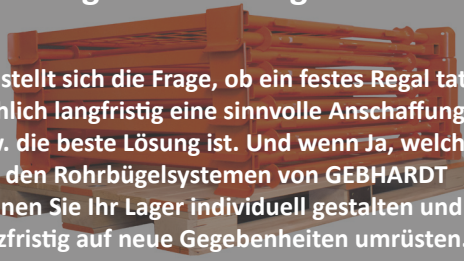 stellt sich die Frage, ob ein festes Regal tat
hlich langfristig eine sinnvolle Anschaffung
. die beste Lösung ist. Und wenn Ja, welch
den Rohrbügelsystemen von GEBHARDT
nen Sie Ihr Lager individuell gestalten und
zfristig auf neue Gegebenheiten umrüsten.